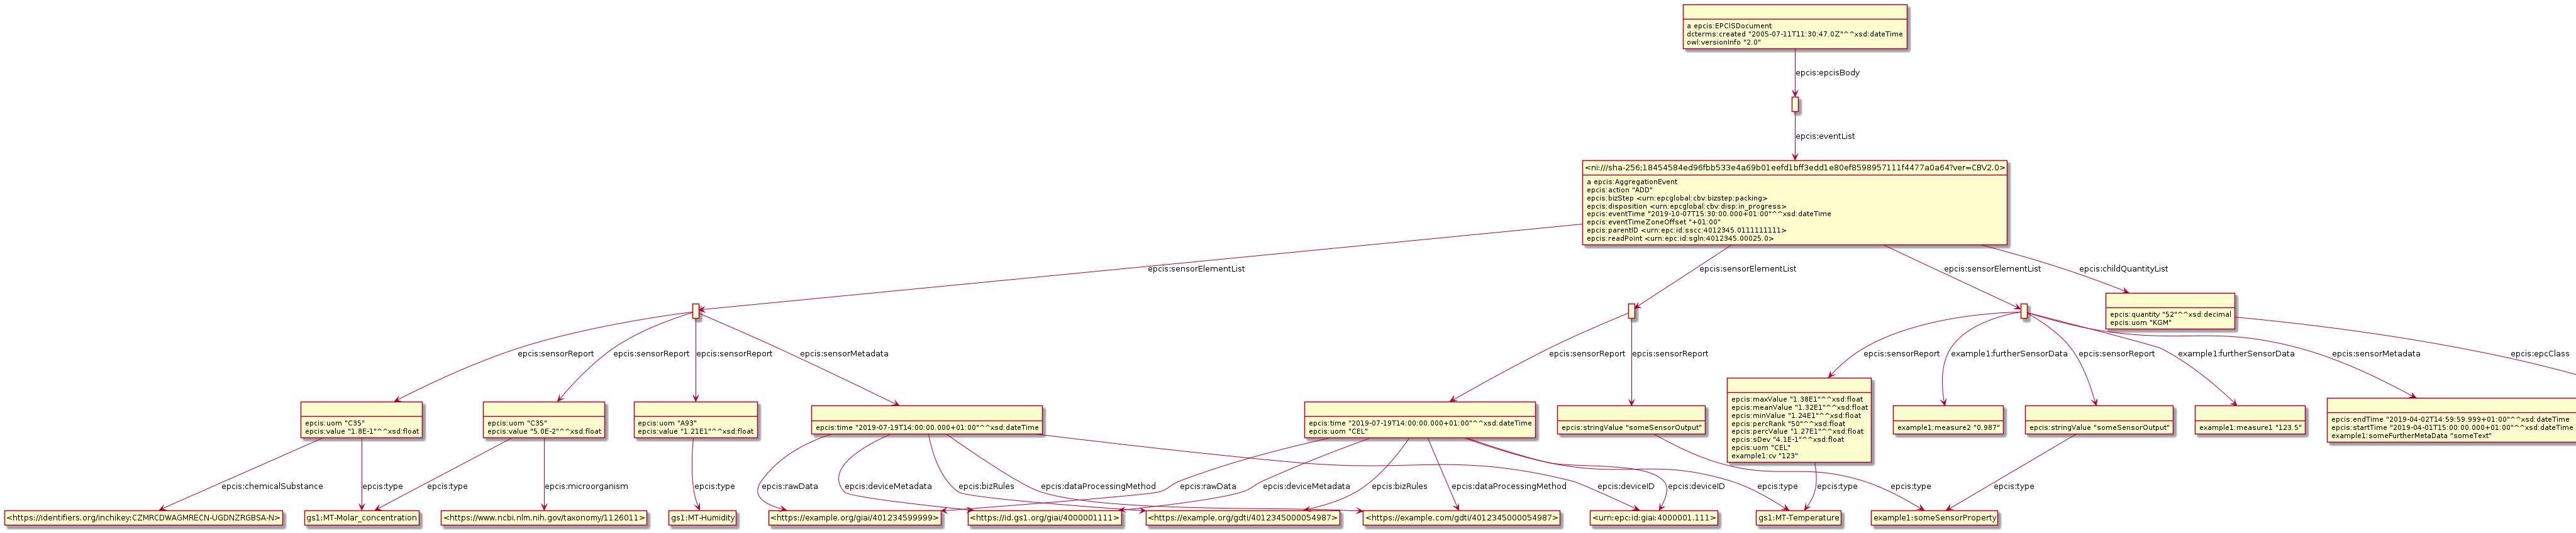 a epcis:EPCISDocument
dcterms:created "2005-07-11T11:30:47.0Z"^^xsd:dateTime
owl:versionInfo "2.0"
epcis:epcisBody
epcis:eventList
<ni:///sha-256;18454584ed96fbb533e4a69b01eefd1bff3edd1e80ef8598957111f4477a0a64?ver=CBV2.0>
a epcis:AggregationEvent
epcis:action "ADD"
epcis:bizStep <urn:epcglobal:cbv:bizstep:packing>
epcis:disposition <urn:epcglobal:cbv:disp:in_progress>
epcis:eventTime "2019-10-07T15:30:00.000+01:00"^^xsd:dateTime
epcis:eventTimeZoneOffset "+01:00"
epcis:parentID <urn:epc:id:sscc:4012345.0111111111>
epcis:readPoint <urn:epc:id:sgln:4012345.00025.0>
epcis:sensorElementList
epcis:sensorElementList
epcis:sensorElementList
epcis:childQuantityList
epcis:quantity "52"^^xsd:decimal
epcis:uom "KGM"
epcis:sensorReport
epcis:sensorReport
epcis:sensorReport
epcis:sensorMetadata
epcis:sensorReport
epcis:sensorReport
epcis:sensorReport
example1:furtherSensorData
epcis:sensorReport
example1:furtherSensorData
epcis:sensorMetadata
epcis:epcClass
epcis:uom "C35"
epcis:value "1.8E-1"^^xsd:float
epcis:uom "C35"
epcis:value "5.0E-2"^^xsd:float
epcis:uom "A93"
epcis:value "1.21E1"^^xsd:float
epcis:time "2019-07-19T14:00:00.000+01:00"^^xsd:dateTime
epcis:time "2019-07-19T14:00:00.000+01:00"^^xsd:dateTime
epcis:uom "CEL"
epcis:stringValue "someSensorOutput"
epcis:maxValue "1.38E1"^^xsd:float
epcis:meanValue "1.32E1"^^xsd:float
epcis:minValue "1.24E1"^^xsd:float
epcis:percRank "50"^^xsd:float
epcis:percValue "1.27E1"^^xsd:float
epcis:sDev "4.1E-1"^^xsd:float
epcis:uom "CEL"
example1:cv "123"
example1:measure2 "0.987"
epcis:stringValue "someSensorOutput"
example1:measure1 "123.5"
epcis:endTime "2019-04-02T14:59:59.999+01:00"^^xsd:dateTime
epcis:startTime "2019-04-01T15:00:00.000+01:00"^^xsd:dateTime
example1:someFurtherMetaData "someText"
epcis:chemicalSubstance
epcis:type
epcis:type
epcis:microorganism
epcis:type
epcis:rawData
epcis:deviceMetadata
epcis:bizRules
epcis:dataProcessingMethod
epcis:rawData
epcis:deviceMetadata
epcis:bizRules
epcis:dataProcessingMethod
epcis:deviceID
epcis:deviceID
epcis:type
epcis:type
epcis:type
epcis:type
<https://identifiers.org/inchikey:CZMRCDWAGMRECN-UGDNZRGBSA-N>
gs1:MT-Molar_concentration
<https://www.ncbi.nlm.nih.gov/taxonomy/1126011>
gs1:MT-Humidity
<https://example.org/giai/401234599999>
<https://id.gs1.org/giai/4000001111>
<https://example.org/gdti/4012345000054987>
<https://example.com/gdti/4012345000054987>
<urn:epc:id:giai:4000001.111>
gs1:MT-Temperature
example1:someSensorProperty